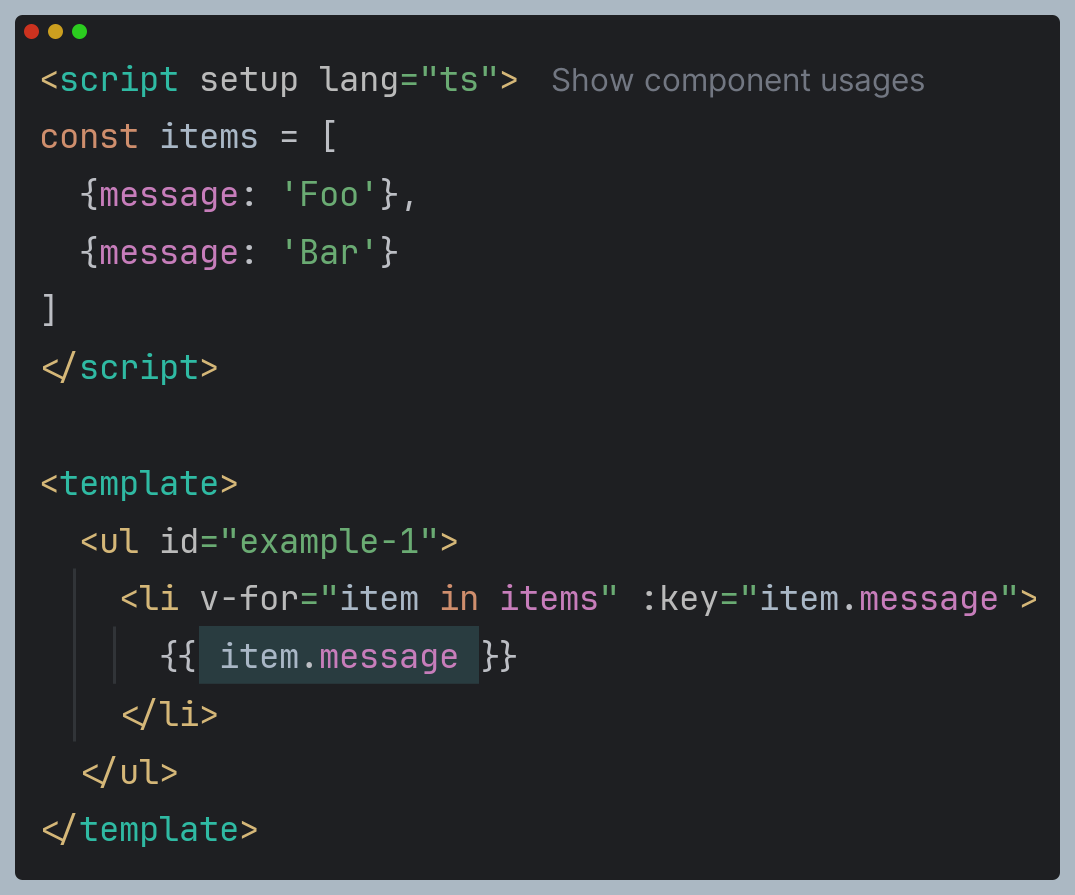 <script setup lang="ts"> Show component usages
const items = [
  {message: 'Foo'},
  {message: 'Bar'}
]
</script>

<template>
  <ul id="example-1">
    <li v-for="item in items" :key="item.message">
      {{ item.message }}
    </li>
  </ul>
</template>